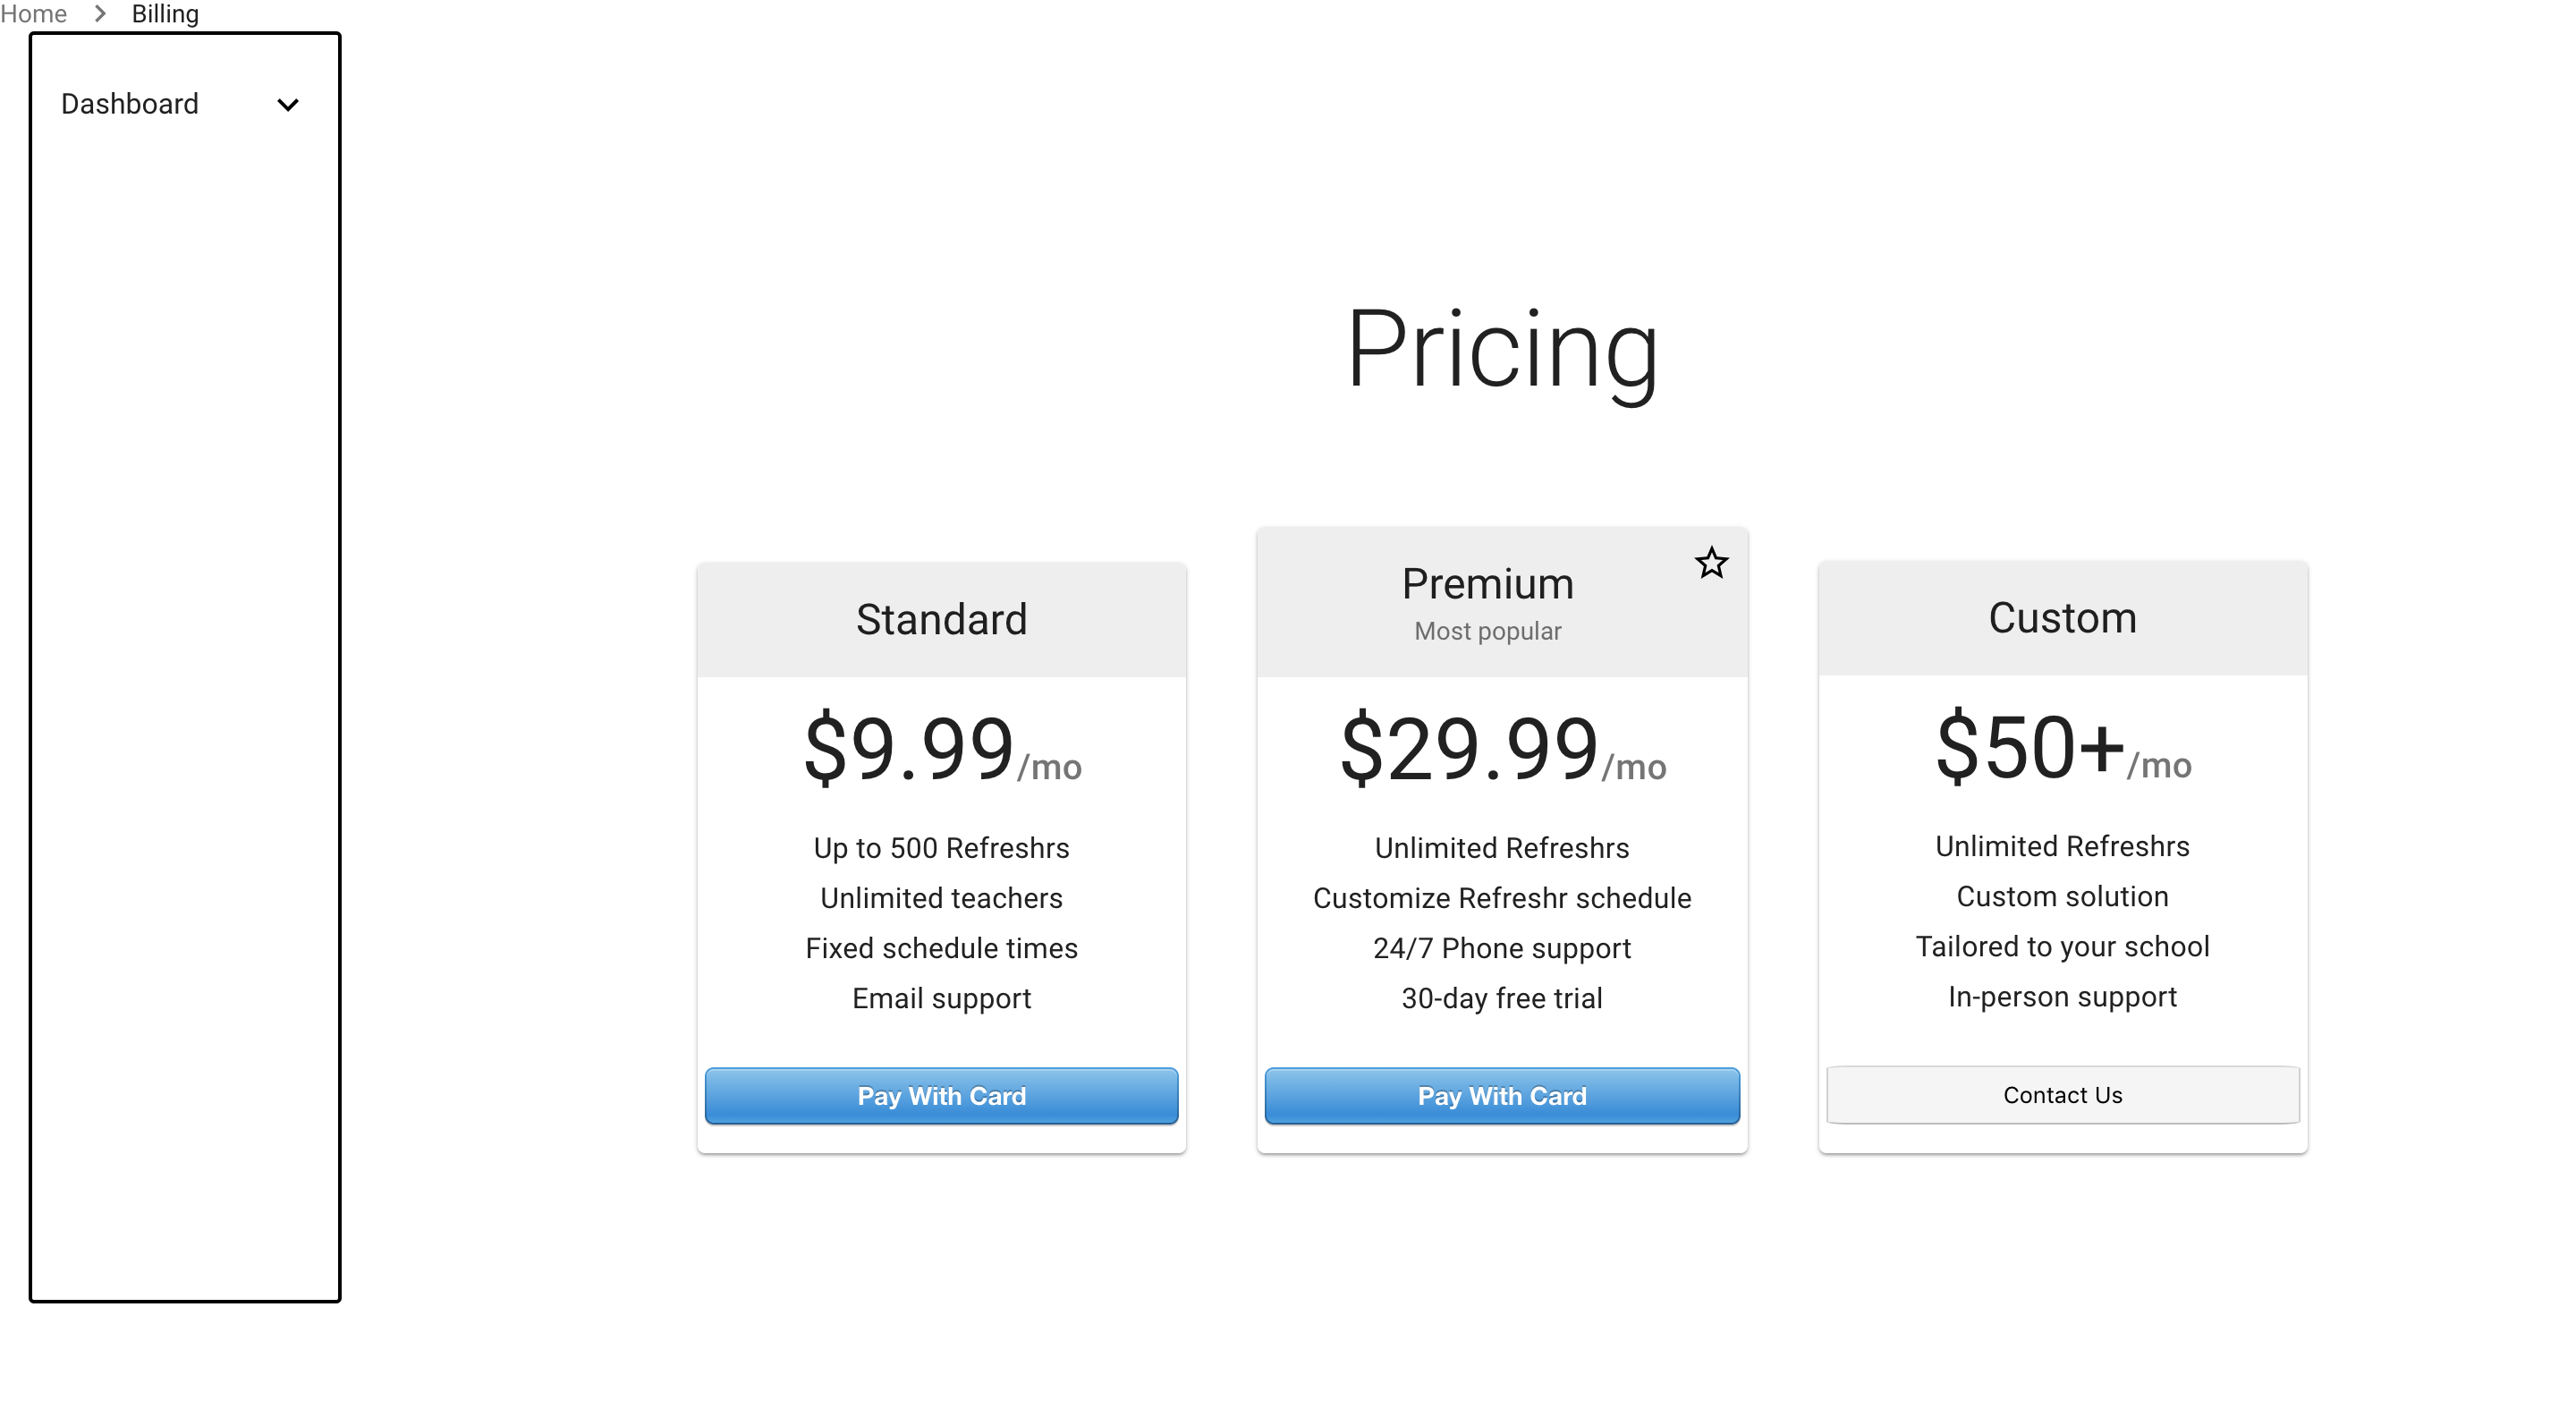 Home > Billing
Dashboard
Pricing
Standard
$9.99/mo
Up to 500 Refreshrs
Unlimited teachers
Fixed schedule times
Email support
Pay With Card
Premium
Most popular
$29.99/mo
Unlimited Refreshrs
Customize Refreshr schedule
24/7 Phone support
30-day free trial
Pay With Card
Custom
$50+/mo
Unlimited Refreshrs
Custom solution
Tailored to your school
In-person support
Contact Us